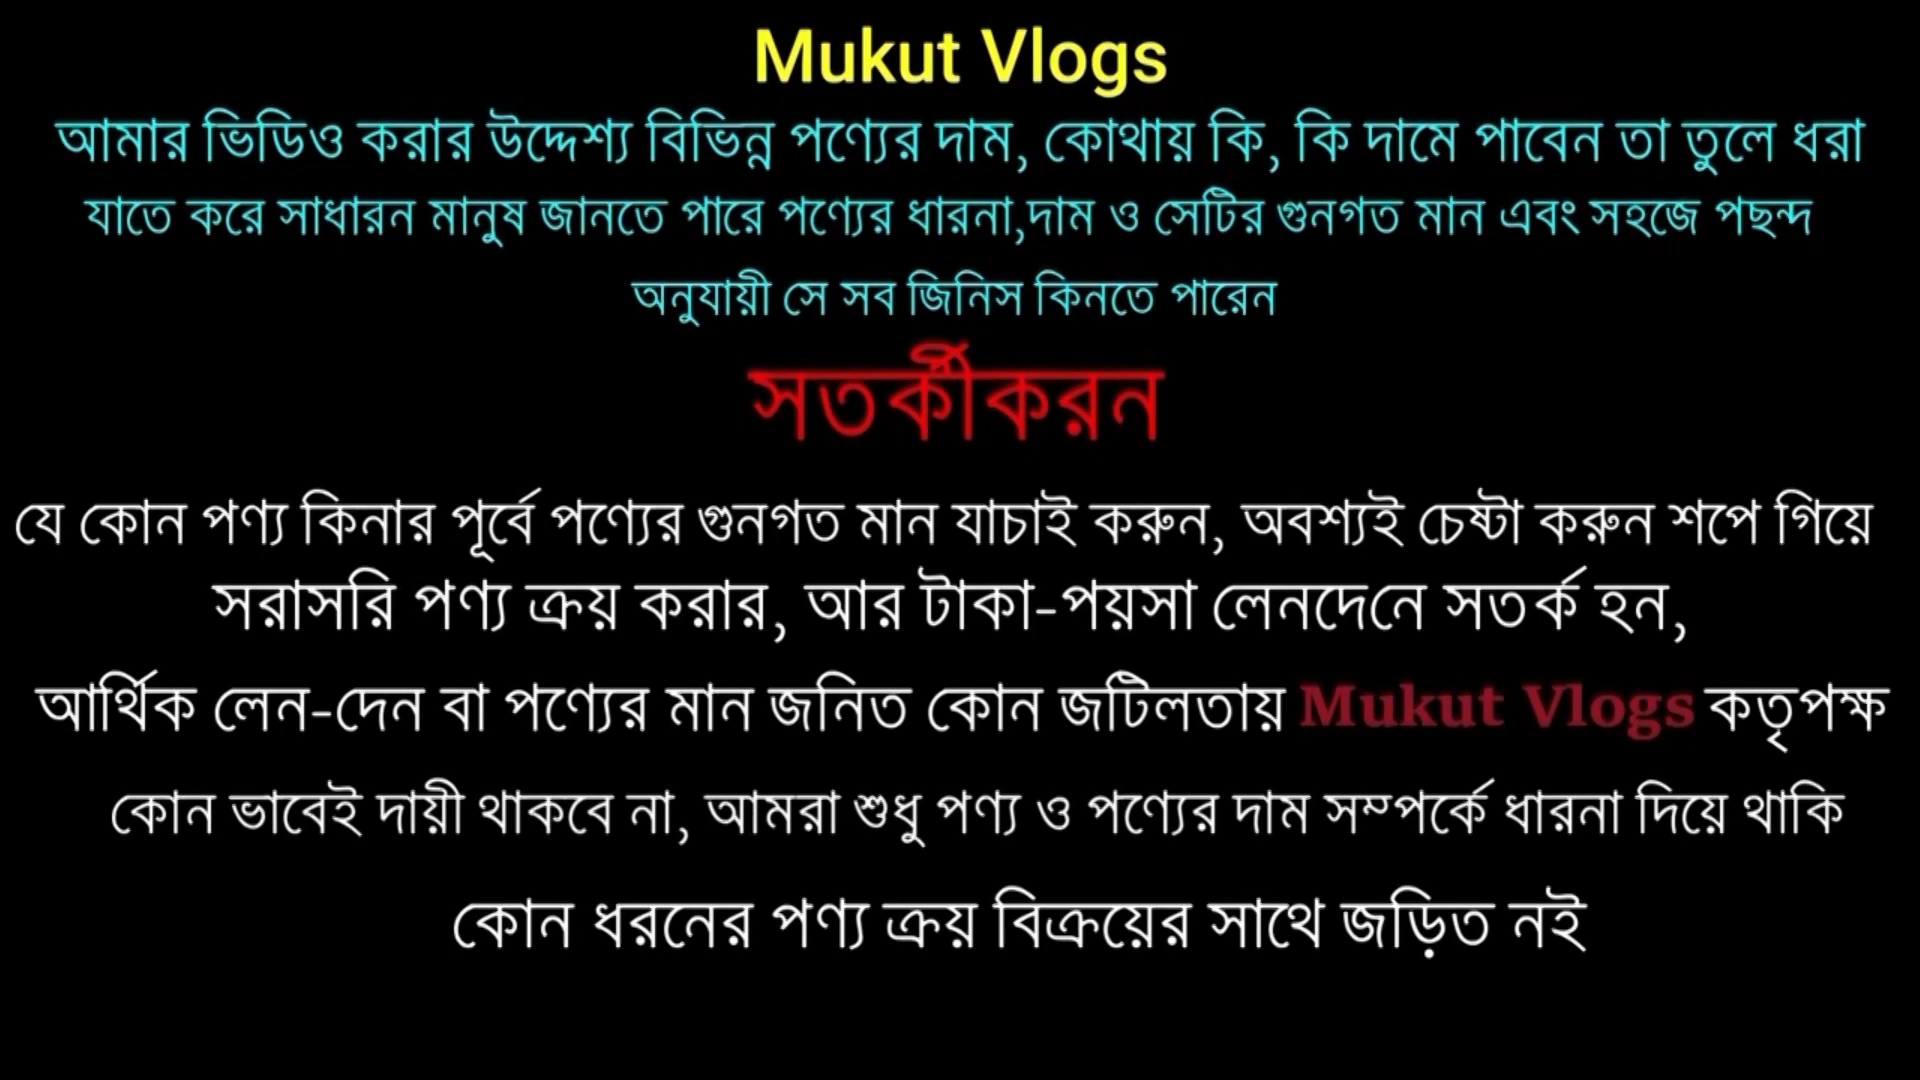 Mukut Vlogs
আমার ভিডিও করার উদ্দেশ্য বিভিন্ন পণ্যের দাম, কোথায় কি, কি দামে পাবেন তা তুলে ধরা
যাতে করে সাধারন মানুষ জানতে পারে পণ্যের ধারনা,দাম ও সেটির গুনগত মান এবং সহজে পছন্দ
অনুযায়ী সে সব জিনিস কিনতে পারেন
সতর্কীকরন
যে কোন পণ্য কিনার পূর্বে পণ্যের গুনগত মান যাচাই করুন, অবশ্যই চেষ্টা করুন শপে গিয়ে
সরাসরি পণ্য ক্রয় করার, আর টাকা-পয়সা লেনদেনে সতর্ক হন,
আর্থিক লেন-দেন বা পণ্যের মান জনিত কোন জটিলতায় Mukut Vlogs কতৃপক্ষ
কোন ভাবেই দায়ী থাকবে না, আমরা শুধু পণ্য ও পণ্যের দাম সম্পর্কে ধারনা দিয়ে থাকি
কোন ধরনের পণ্য ক্রয় বিক্রয়ের সাথে জড়িত নই